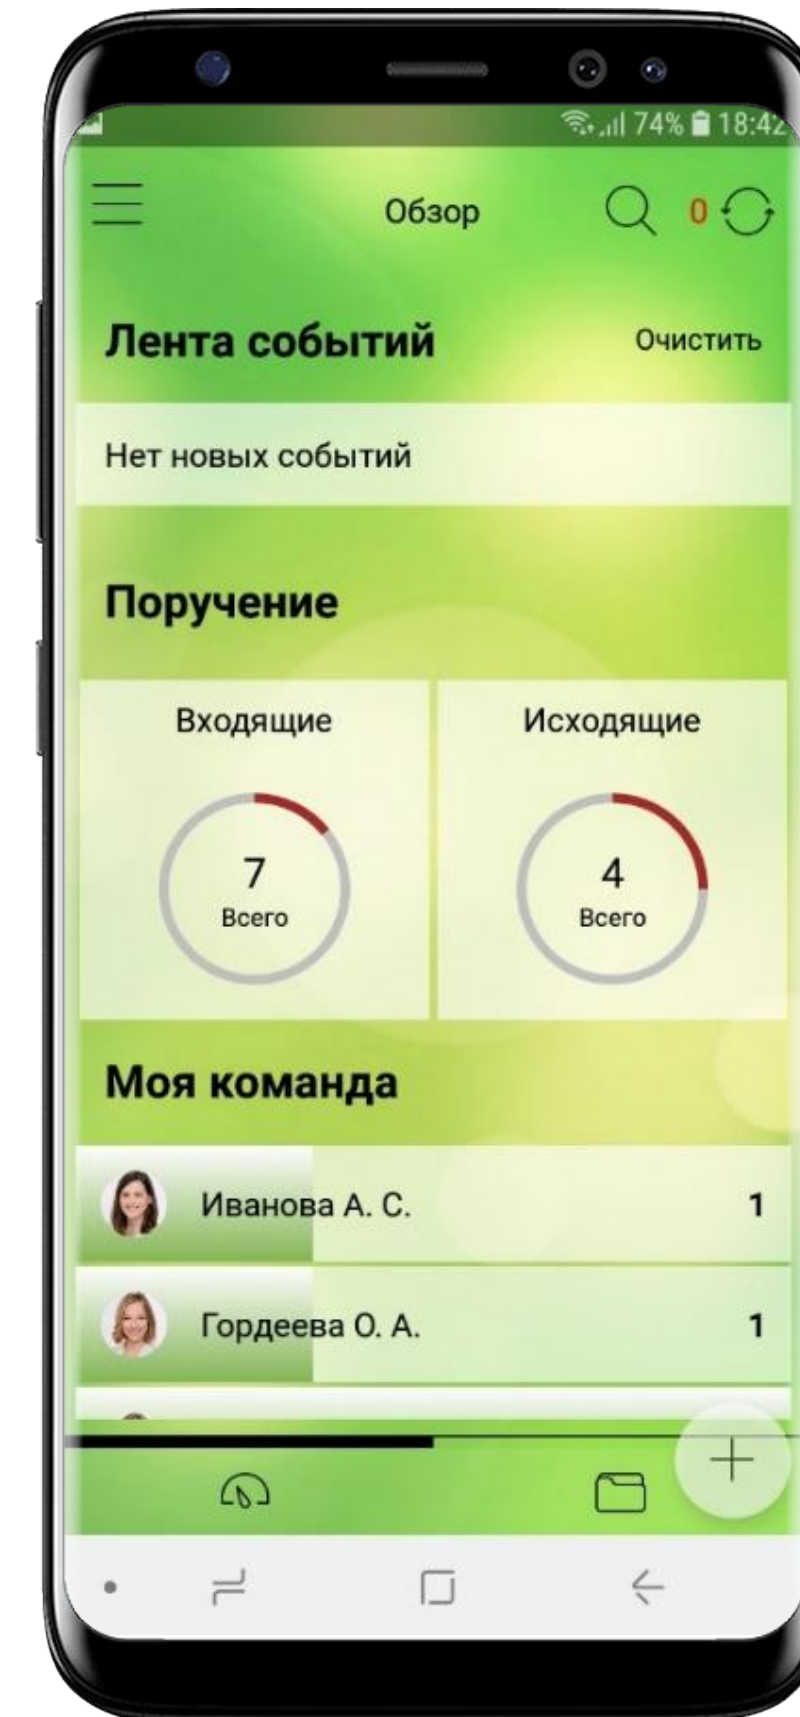 74% 18:42
Обзор 0
Лента событий Очистить
Нет новых событий
Поручение
Входящие Исходящие
7 4
Всего Всего
Моя команда
Иванова А. С. 1
Гордеева О. А. 1